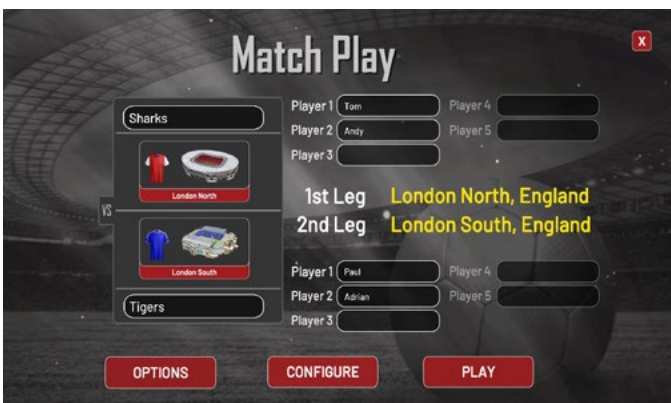 Match Play
X
Sharks
London North
VS
London South
Tigers
Player 1 Tom Player 4
Player 2 Andy Player 5
Player 3
1st Leg London North, England
2nd Leg London South, England
Player 1 Paul Player 4
Player 2 Adrian Player 5
Player 3
OPTIONS CONFIGURE PLAY